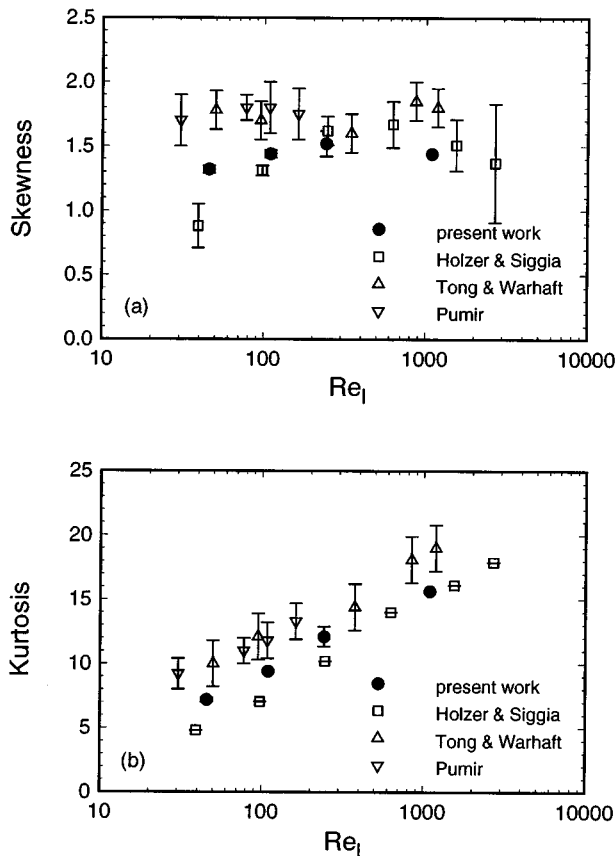 2.5
2.0
1.5
1.0
0.5
0.0
Skewness
(a)
present work
Holzer & Siggia
Tong & Warhaft
Pumir
10
100
1000
10000
Re_l
25
20
15
10
5
0
Kurtosis
(b)
present work
Holzer & Siggia
Tong & Warhaft
Pumir
10
100
1000
10000
Re_l